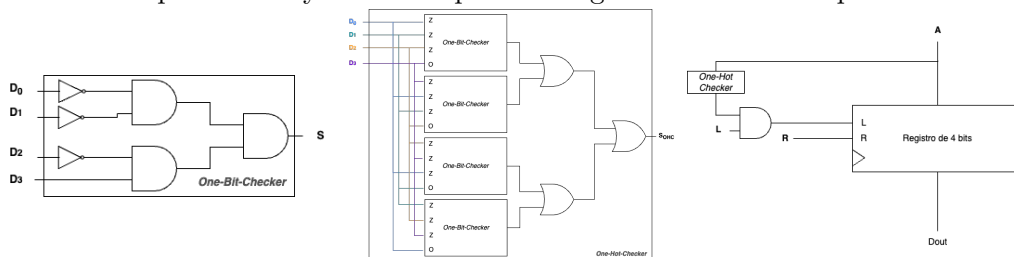 D0
D1
D2
D3
S
One-Bit-Checker
D0
D1
D2
D3
Z
Z
Z
O
One-Bit-Checker
Z
Z
Z
O
One-Bit-Checker
Z
Z
Z
O
One-Bit-Checker
Z
Z
Z
O
One-Bit-Checker
SOHC
One-Hot-Checker
A
One-Hot
Checker
L
R
L
R
Registro de 4 bits
Dout